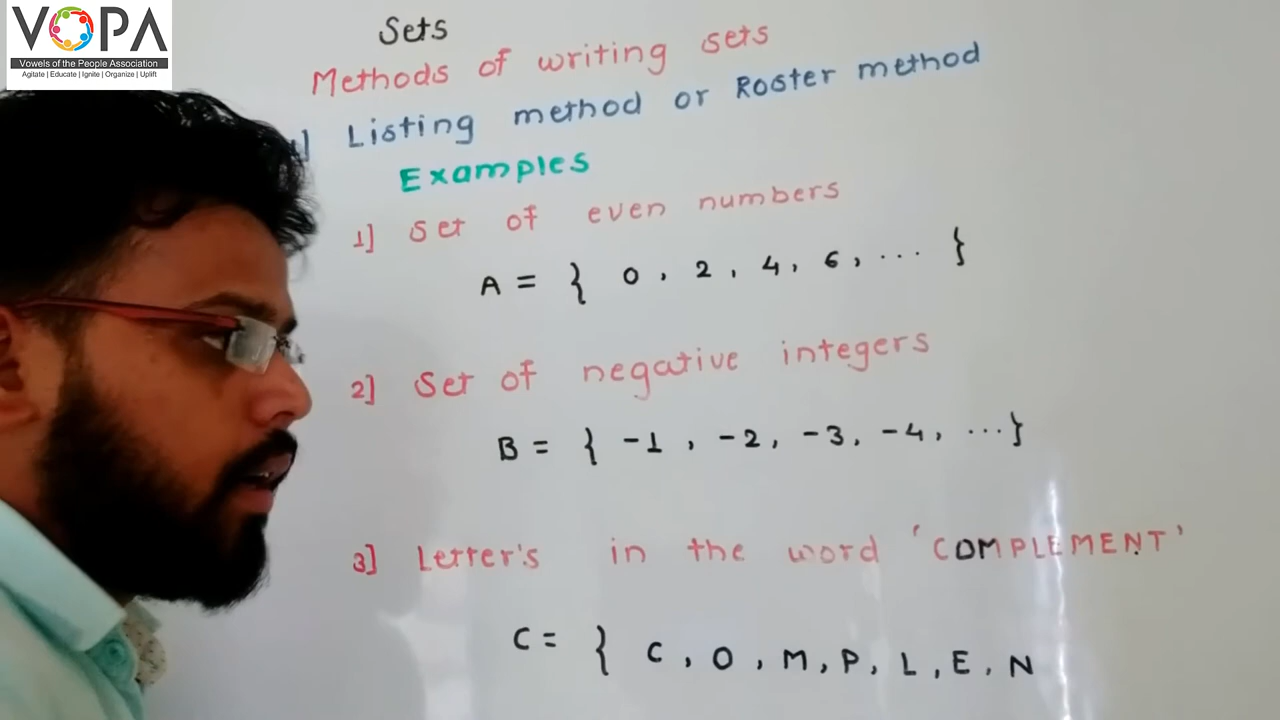 VOPA
Vowels of the People Association
Agitate | Educate | Ignite | Organize | Uplift
Sets
Methods of writing sets
1] Listing method or Roster method
Examples
1] Set of even numbers
A = { 0, 2, 4, 6, ... }
2] Set of negative integers
B = { -1, -2, -3, -4, ... }
3] Letter's in the word 'COMPLEMENT'
C = { C, O, M, P, L, E, N